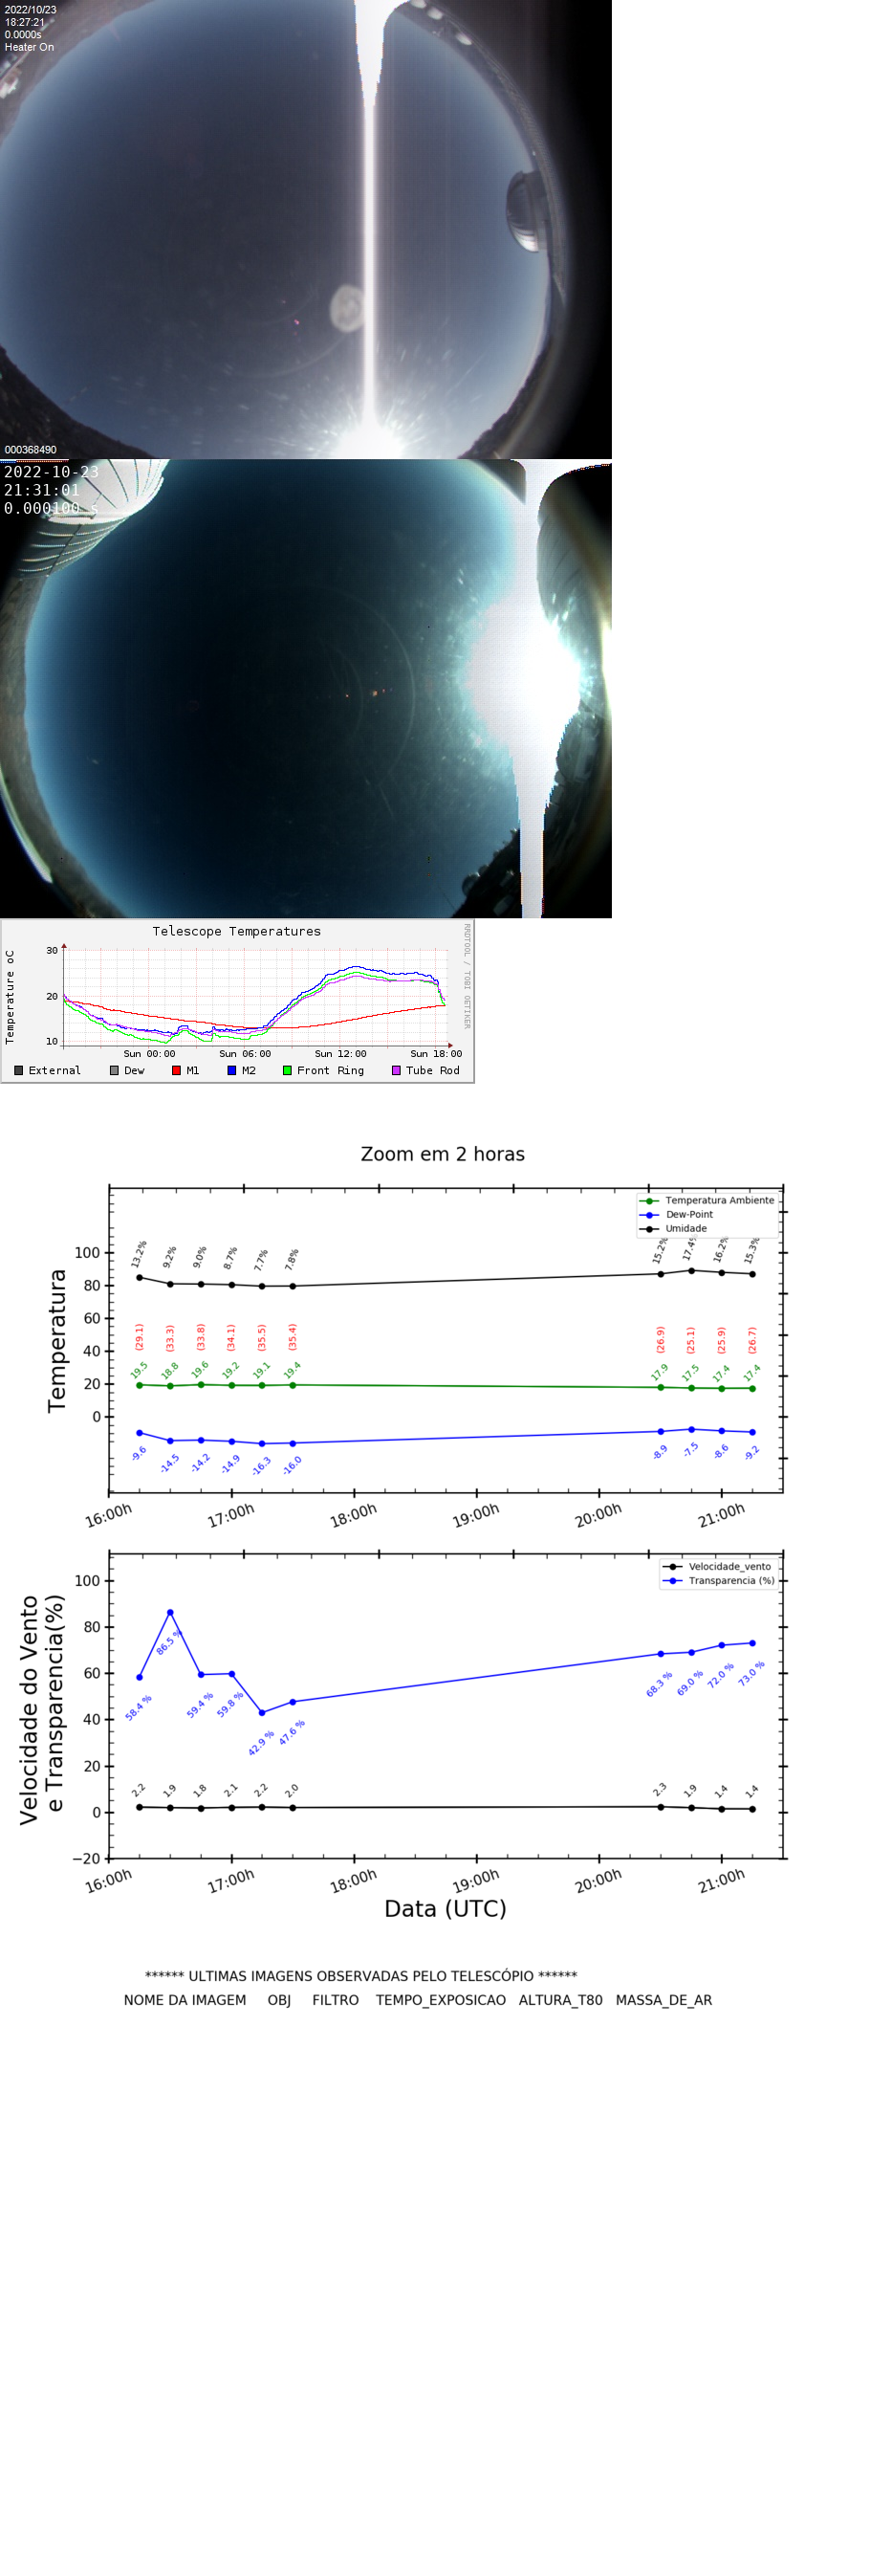 2022/10/23
18:27:21
0.0000s
Heater On
000368490
2022-10-23
21:31:01
0.000100 s
Telescope Temperatures
RRDTOOL / TOBI OETIKER
Temperature oC
30
20
10
Sun 00:00 Sun 06:00 Sun 12:00 Sun 18:00
External Dew M1 M2 Front Ring Tube Rod
Zoom em 2 horas
Temperatura Ambiente
Dew-Point
Umidade
Temperatura
100
80
60
40
20
0
13.2% 9.2% 9.0% 8.7% 7.7% 7.8% 15.2% 17.4% 16.2% 15.3%
(29.1) (33.3) (33.8) (34.1) (35.5) (35.4) (26.9) (25.1) (25.9) (26.7)
19.5 18.8 19.6 19.2 19.1 19.4 17.9 17.5 17.4 17.4
-9.6 -14.5 -14.2 -14.9 -16.3 -16.0 -8.9 -7.5 -8.6 -9.2
16:00h 17:00h 18:00h 19:00h 20:00h 21:00h
Velocidade_vento
Transparencia (%)
Velocidade do Vento
e Transparencia(%)
100
80
60
40
20
0
−20
58.4 % 86.5 % 59.4 % 59.8 % 42.9 % 47.6 % 68.3 % 69.0 % 72.0 % 73.0 %
2.2 1.9 1.8 2.1 2.2 2.0 2.3 1.9 1.4 1.4
16:00h 17:00h 18:00h 19:00h 20:00h 21:00h
Data (UTC)
****** ULTIMAS IMAGENS OBSERVADAS PELO TELESCÓPIO ******
NOME DA IMAGEM OBJ FILTRO TEMPO_EXPOSICAO ALTURA_T80 MASSA_DE_AR